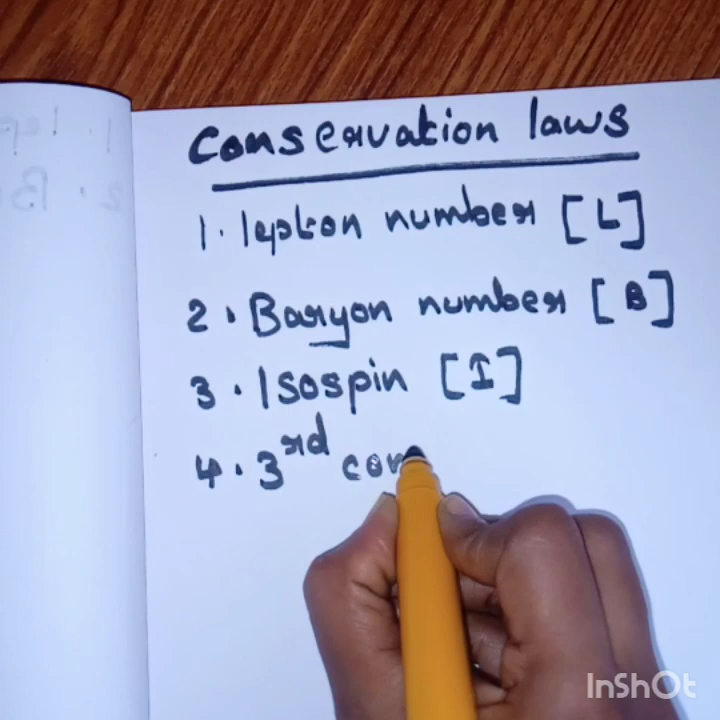 Conservation laws
1. lepton number [L]
2. Baryon number [B]
3. Isospin [I]
4. 3rd com
InShOt